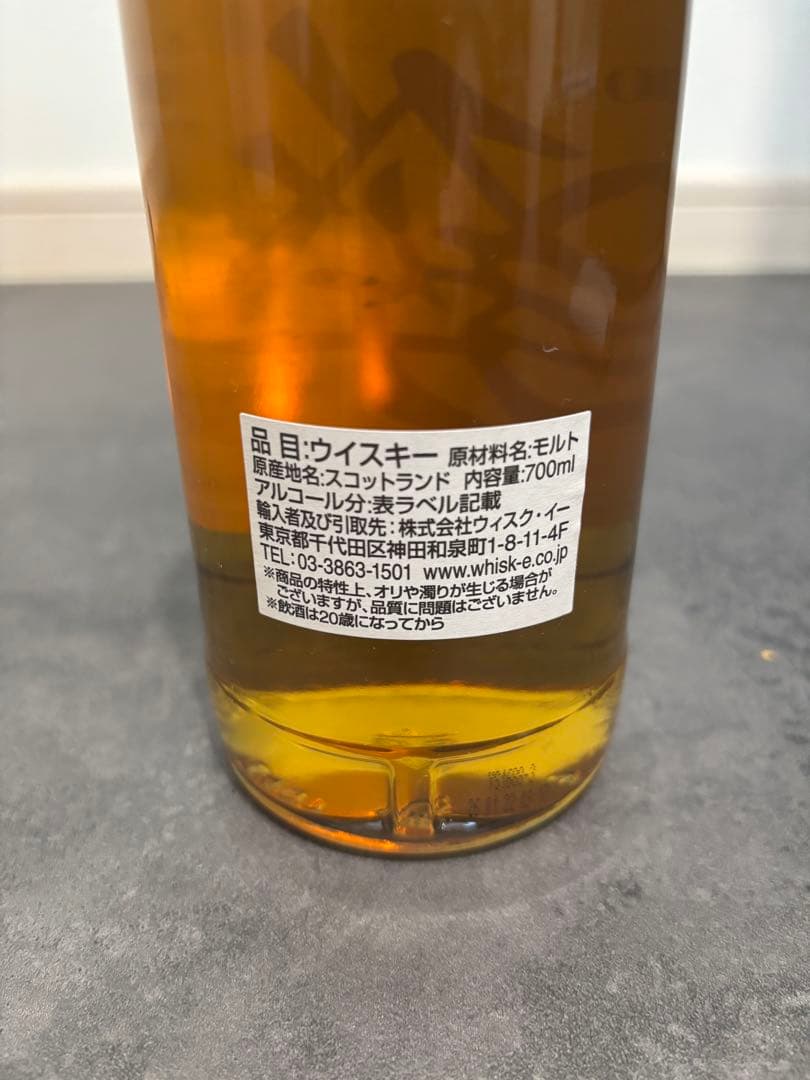 品 目:ウイスキー 原材料名:モルト
原産地名:スコットランド 内容量:700ml
アルコール分:表ラベル記載
輸入者及び引取先:株式会社ウィスク・イー
東京都千代田区神田和泉町1-8-11-4F
TEL:03-3863-1501 www.whisk-e.co.jp
※商品の特性上、オリや濁りが生じる場合が
ございますが、品質に問題はございません。
※飲酒は20歳になってから